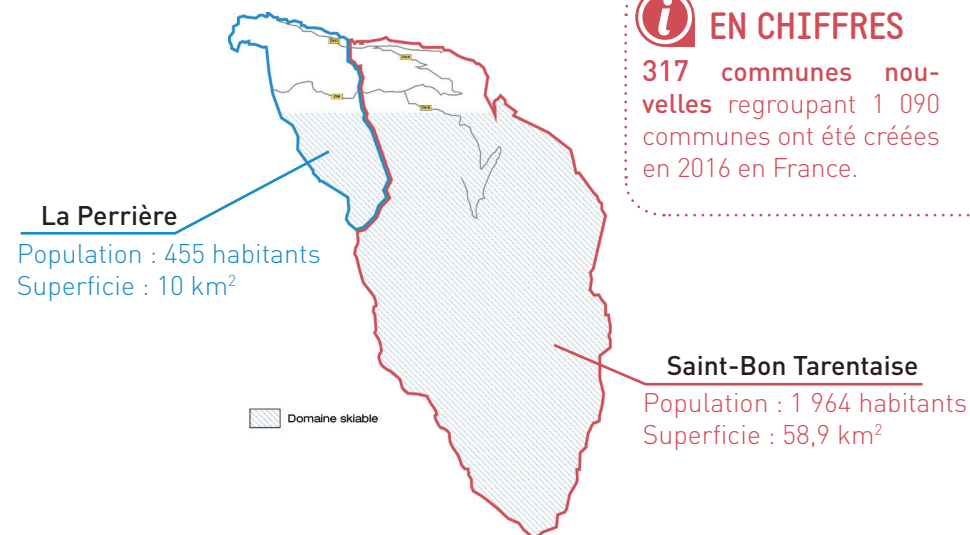 EN CHIFFRES
317 communes nou-
velles regroupant 1 090
communes ont été créées
en 2016 en France.
La Perrière
Population : 455 habitants
Superficie : 10 km²
Saint-Bon Tarentaise
Population : 1 964 habitants
Superficie : 58,9 km²
Domaine skiable